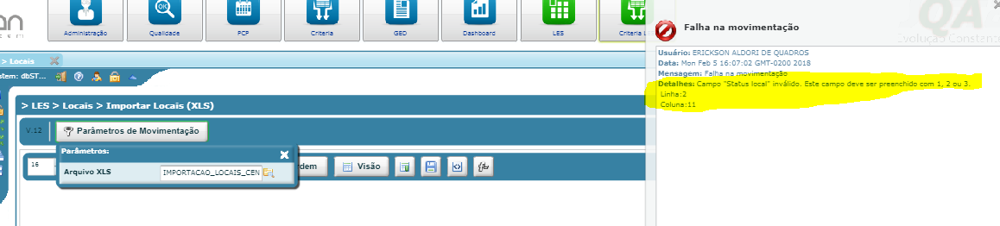 an
Administração
Qualidade
OK
PCP
Criteria
GED
Dashboard
LES
Criteria L
QA
Evolução Constante
> Locais
tem: dbST...
> LES > Locais > Importar Locais (XLS)
V.12
Parâmetros de Movimentação
Parâmetros:
Arquivo XLS
IMPORTACAO_LOCAIS_CEN
16
dem
Visão
Falha na movimentação
Usuário: ERICKSON ALDORI DE QUADROS
Data: Mon Feb 5 16:07:02 GMT-0200 2018
Mensagem: Falha na movimentação
Detalhes: Campo "Status local" inválido. Este campo deve ser preenchido com 1, 2 ou 3.
Linha:2
Coluna:11